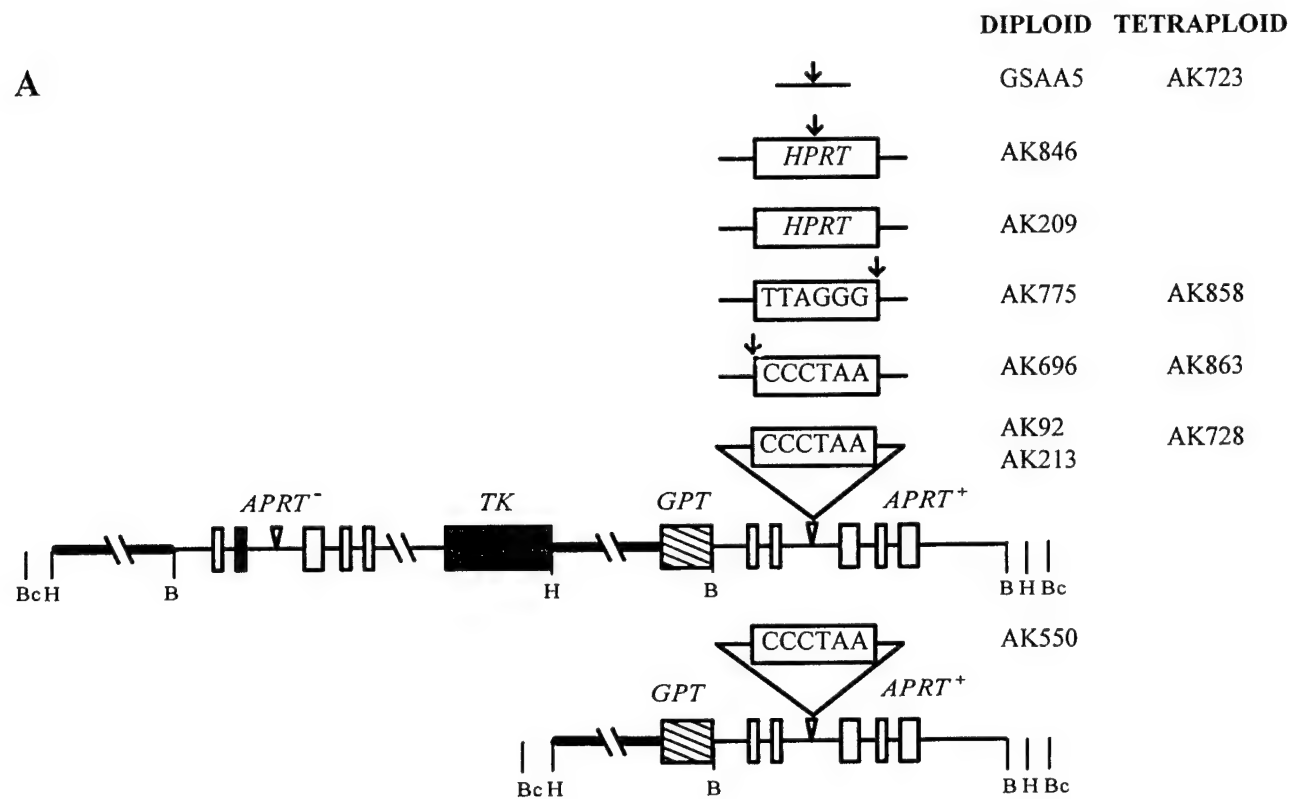 DIPLOID TETRAPLOID
A
GSAA5 AK723
HPRT AK846
HPRT AK209
TTAGGG AK775 AK858
CCCTAA AK696 AK863
CCCTAA AK92 AK728
AK213
APRT⁻ TK GPT APRT⁺
Bc H B H B B H Bc
CCCTAA AK550
GPT APRT⁺
Bc H B B H Bc